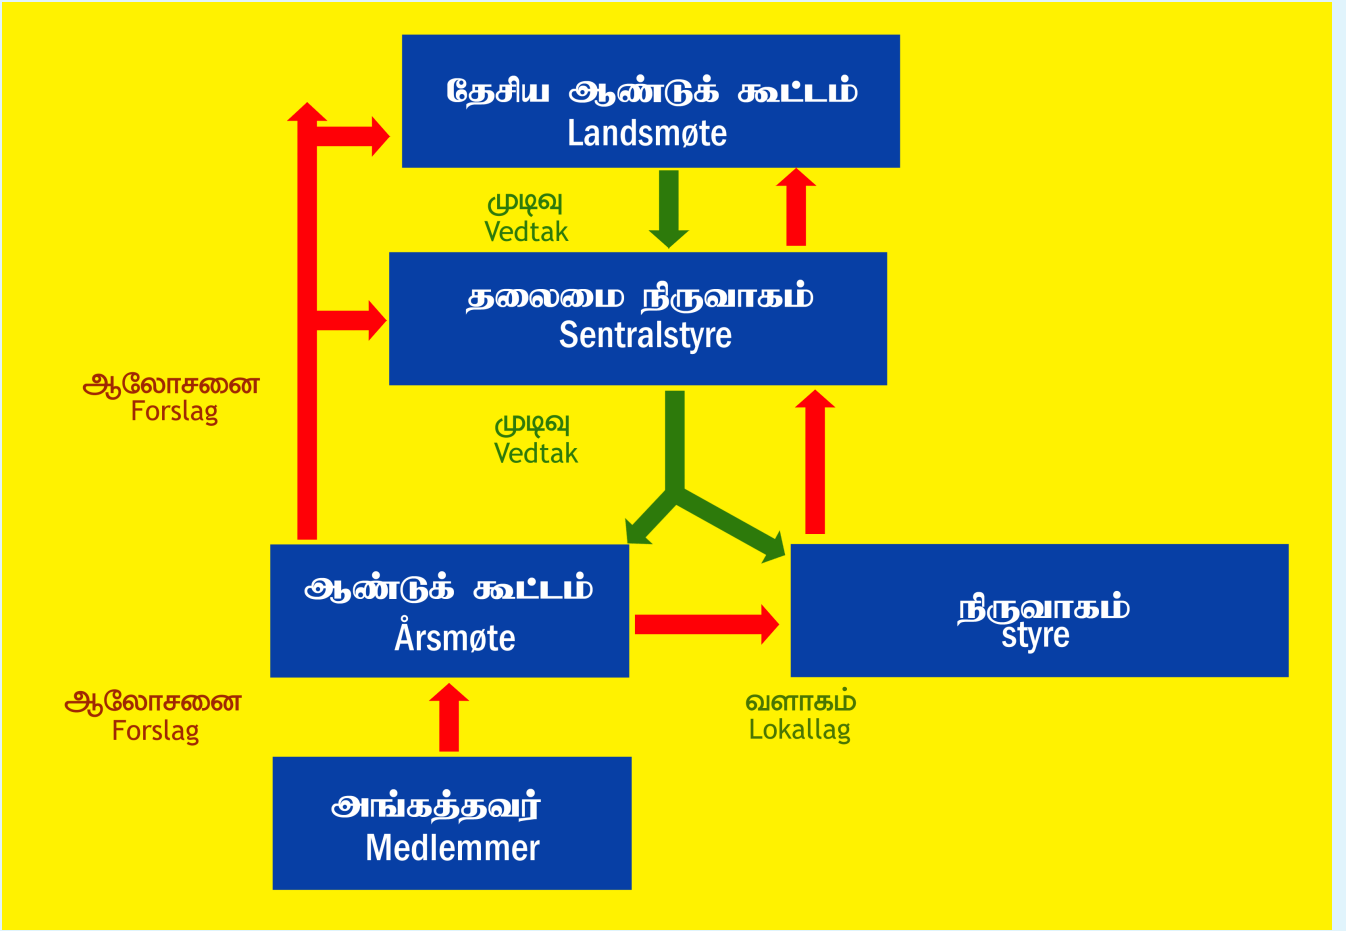 தேசிய ஆண்டுக் கூட்டம்
Landsmøte
முடிவு
Vedtak
தலைமை நிருவாகம்
Sentralstyre
ஆலோசனை
Forslag
முடிவு
Vedtak
ஆண்டுக் கூட்டம்
Årsmøte
நிருவாகம்
styre
ஆலோசனை
Forslag
வளாகம்
Lokallag
அங்கத்தவர்
Medlemmer